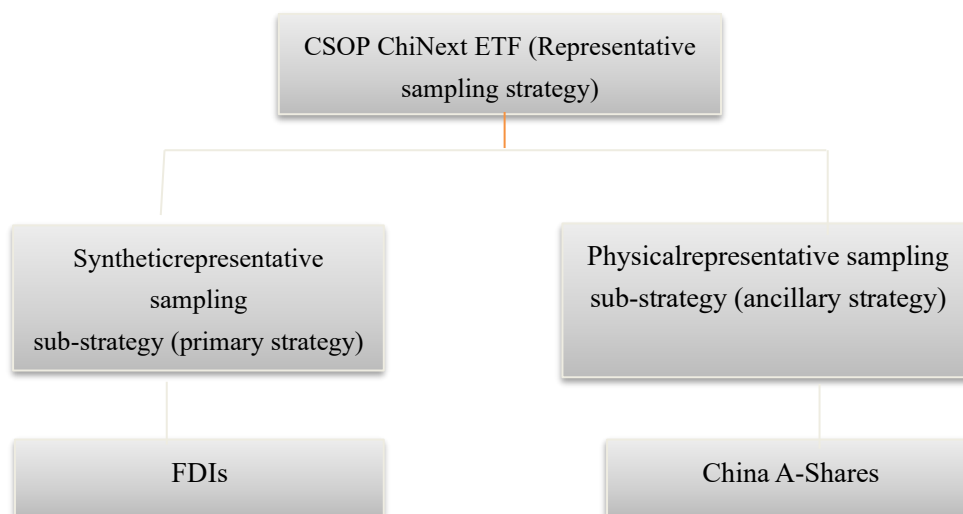 CSOP ChiNext ETF (Representative
sampling strategy)
Syntheticrepresentative
sampling
sub-strategy (primary strategy)
Physicalrepresentative sampling
sub-strategy (ancillary strategy)
FDIs
China A-Shares